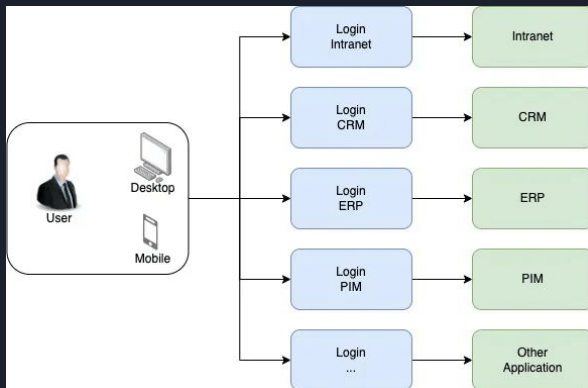 User
Desktop
Mobile
Login
Intranet
Intranet
Login
CRM
CRM
Login
ERP
ERP
Login
PIM
PIM
Login
...
Other
Application